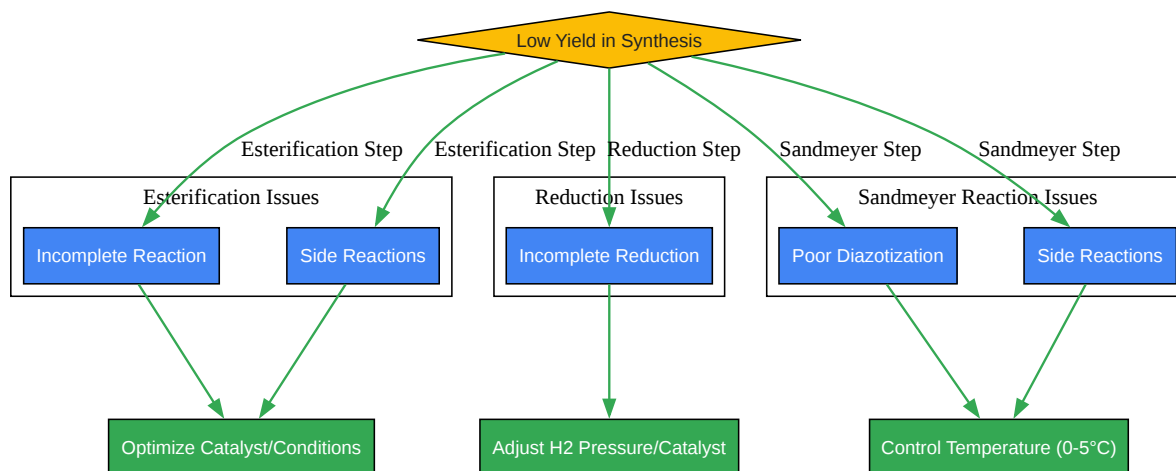 Low Yield in Synthesis
Esterification Step
Esterification Step
Reduction Step
Sandmeyer Step
Sandmeyer Step
Esterification Issues
Reduction Issues
Sandmeyer Reaction Issues
Incomplete Reaction
Side Reactions
Incomplete Reduction
Poor Diazotization
Side Reactions
Optimize Catalyst/Conditions
Adjust H2 Pressure/Catalyst
Control Temperature (0-5°C)